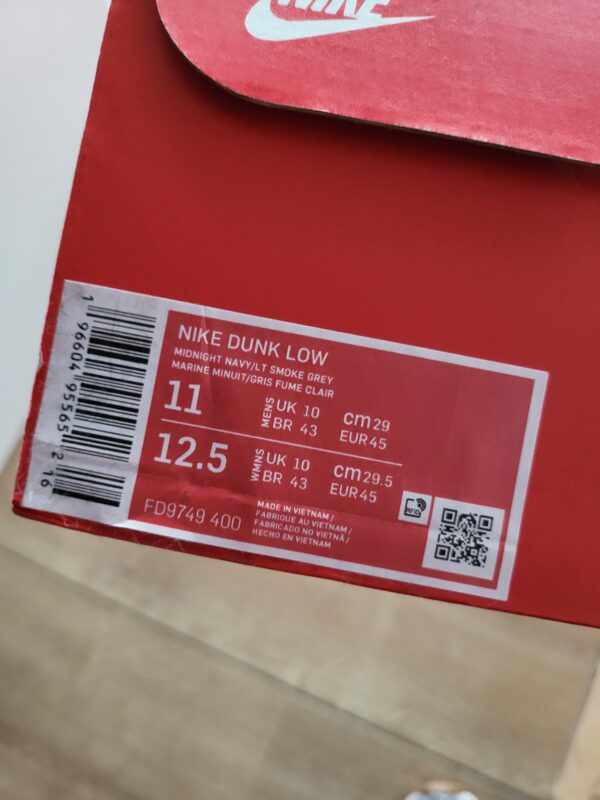 NIKE
NIKE DUNK LOW
MIDNIGHT NAVY/LT SMOKE GREY
MARINE MINUIT/GRIS FUME CLAIR
11
MENS
UK 10
cm 29
BR 43
EUR 45
12.5
WMNS
UK 10
cm 29.5
BR 43
EUR 45
FD9749 400
MADE IN VIETNAM /
FABRIQUE AU VIETNAM /
FABRICADO NO VIETNÃ /
HECHO EN VIETNAM
RFID
1 96604 95565 2 16